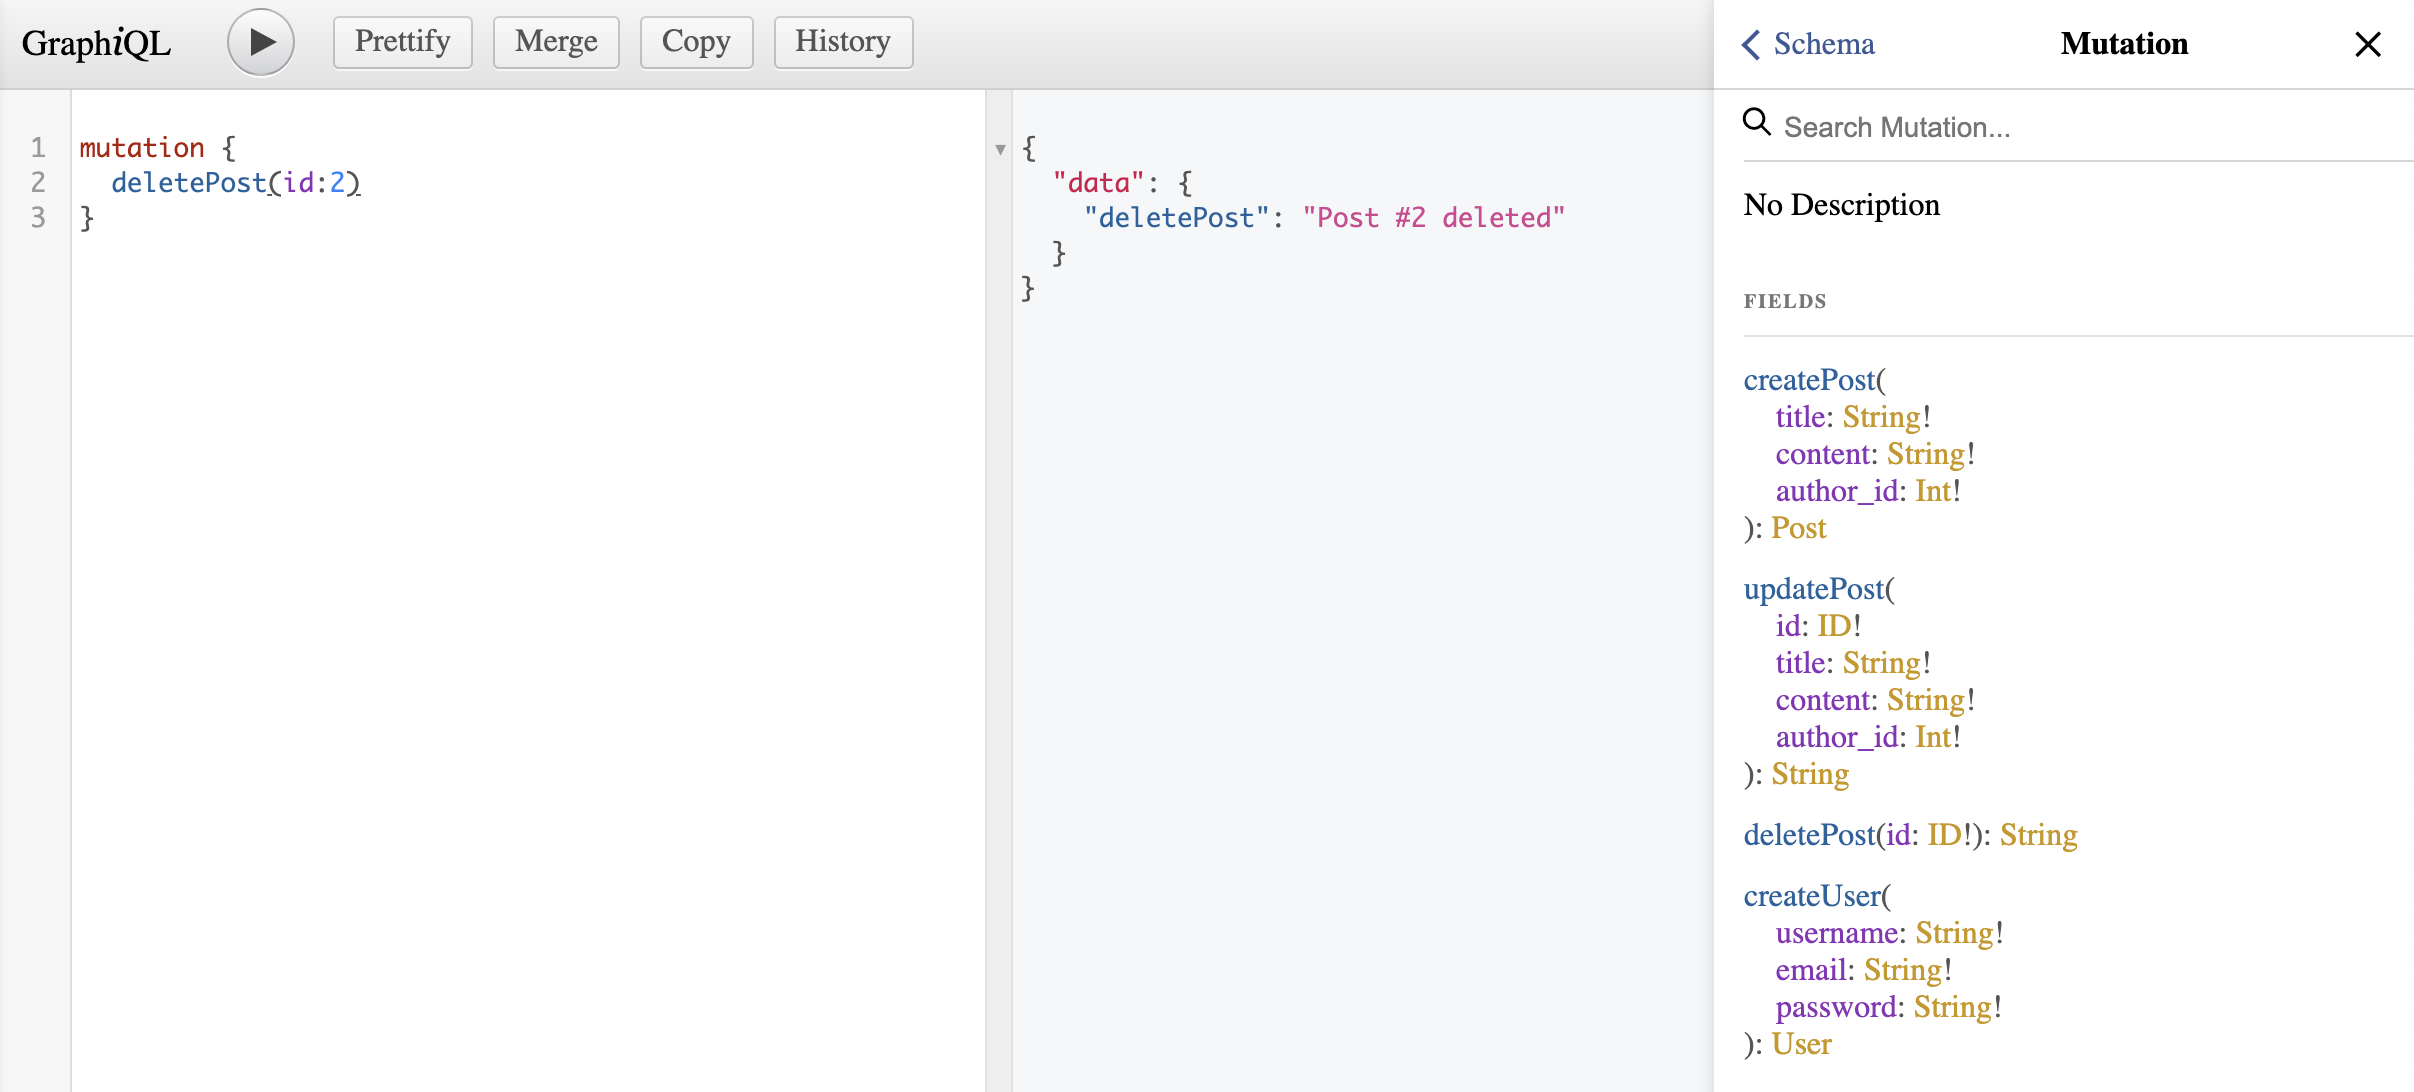 GraphiQL
Prettify
Merge
Copy
History
1 mutation {
2   deletePost(id:2)
3 }
{
  "data": {
    "deletePost": "Post #2 deleted"
  }
}
Schema
Mutation
Search Mutation...
No Description
FIELDS
createPost(
title: String!
content: String!
author_id: Int!
): Post
updatePost(
id: ID!
title: String!
content: String!
author_id: Int!
): String
deletePost(id: ID!): String
createUser(
username: String!
email: String!
password: String!
): User